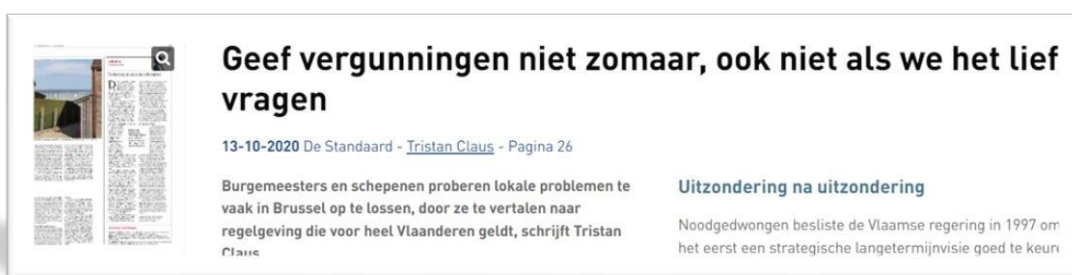 Geef vergunningen niet zomaar, ook niet als we het lief
vragen
13-10-2020 De Standaard - Tristan Claus - Pagina 26
Burgemeesters en schepenen proberen lokale problemen te
vaak in Brussel op te lossen, door ze te vertalen naar
regelgeving die voor heel Vlaanderen geldt, schrijft Tristan
Claus
Uitzondering na uitzondering
Noodgedwongen besliste de Vlaamse regering in 1997 om
het eerst een strategische langetermijnvisie goed te keure